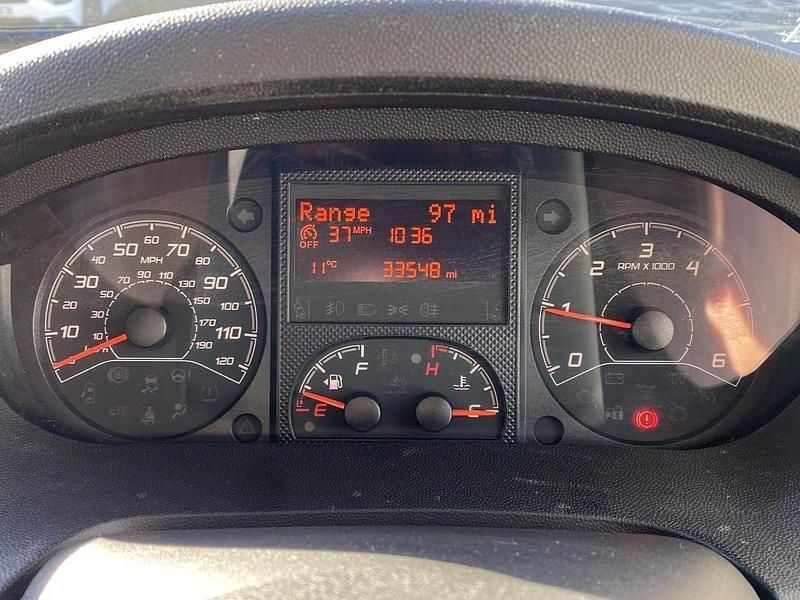 Range 97 mi
OFF 37 MPH 10 36
11°C 33548 mi
10 20 30 40 50 60 70 80 90 100 110 120
MPH
10 30 50 70 90 110 130 150 170 190
0 1 2 3 4 5 6
RPM X 1000
E F
H C